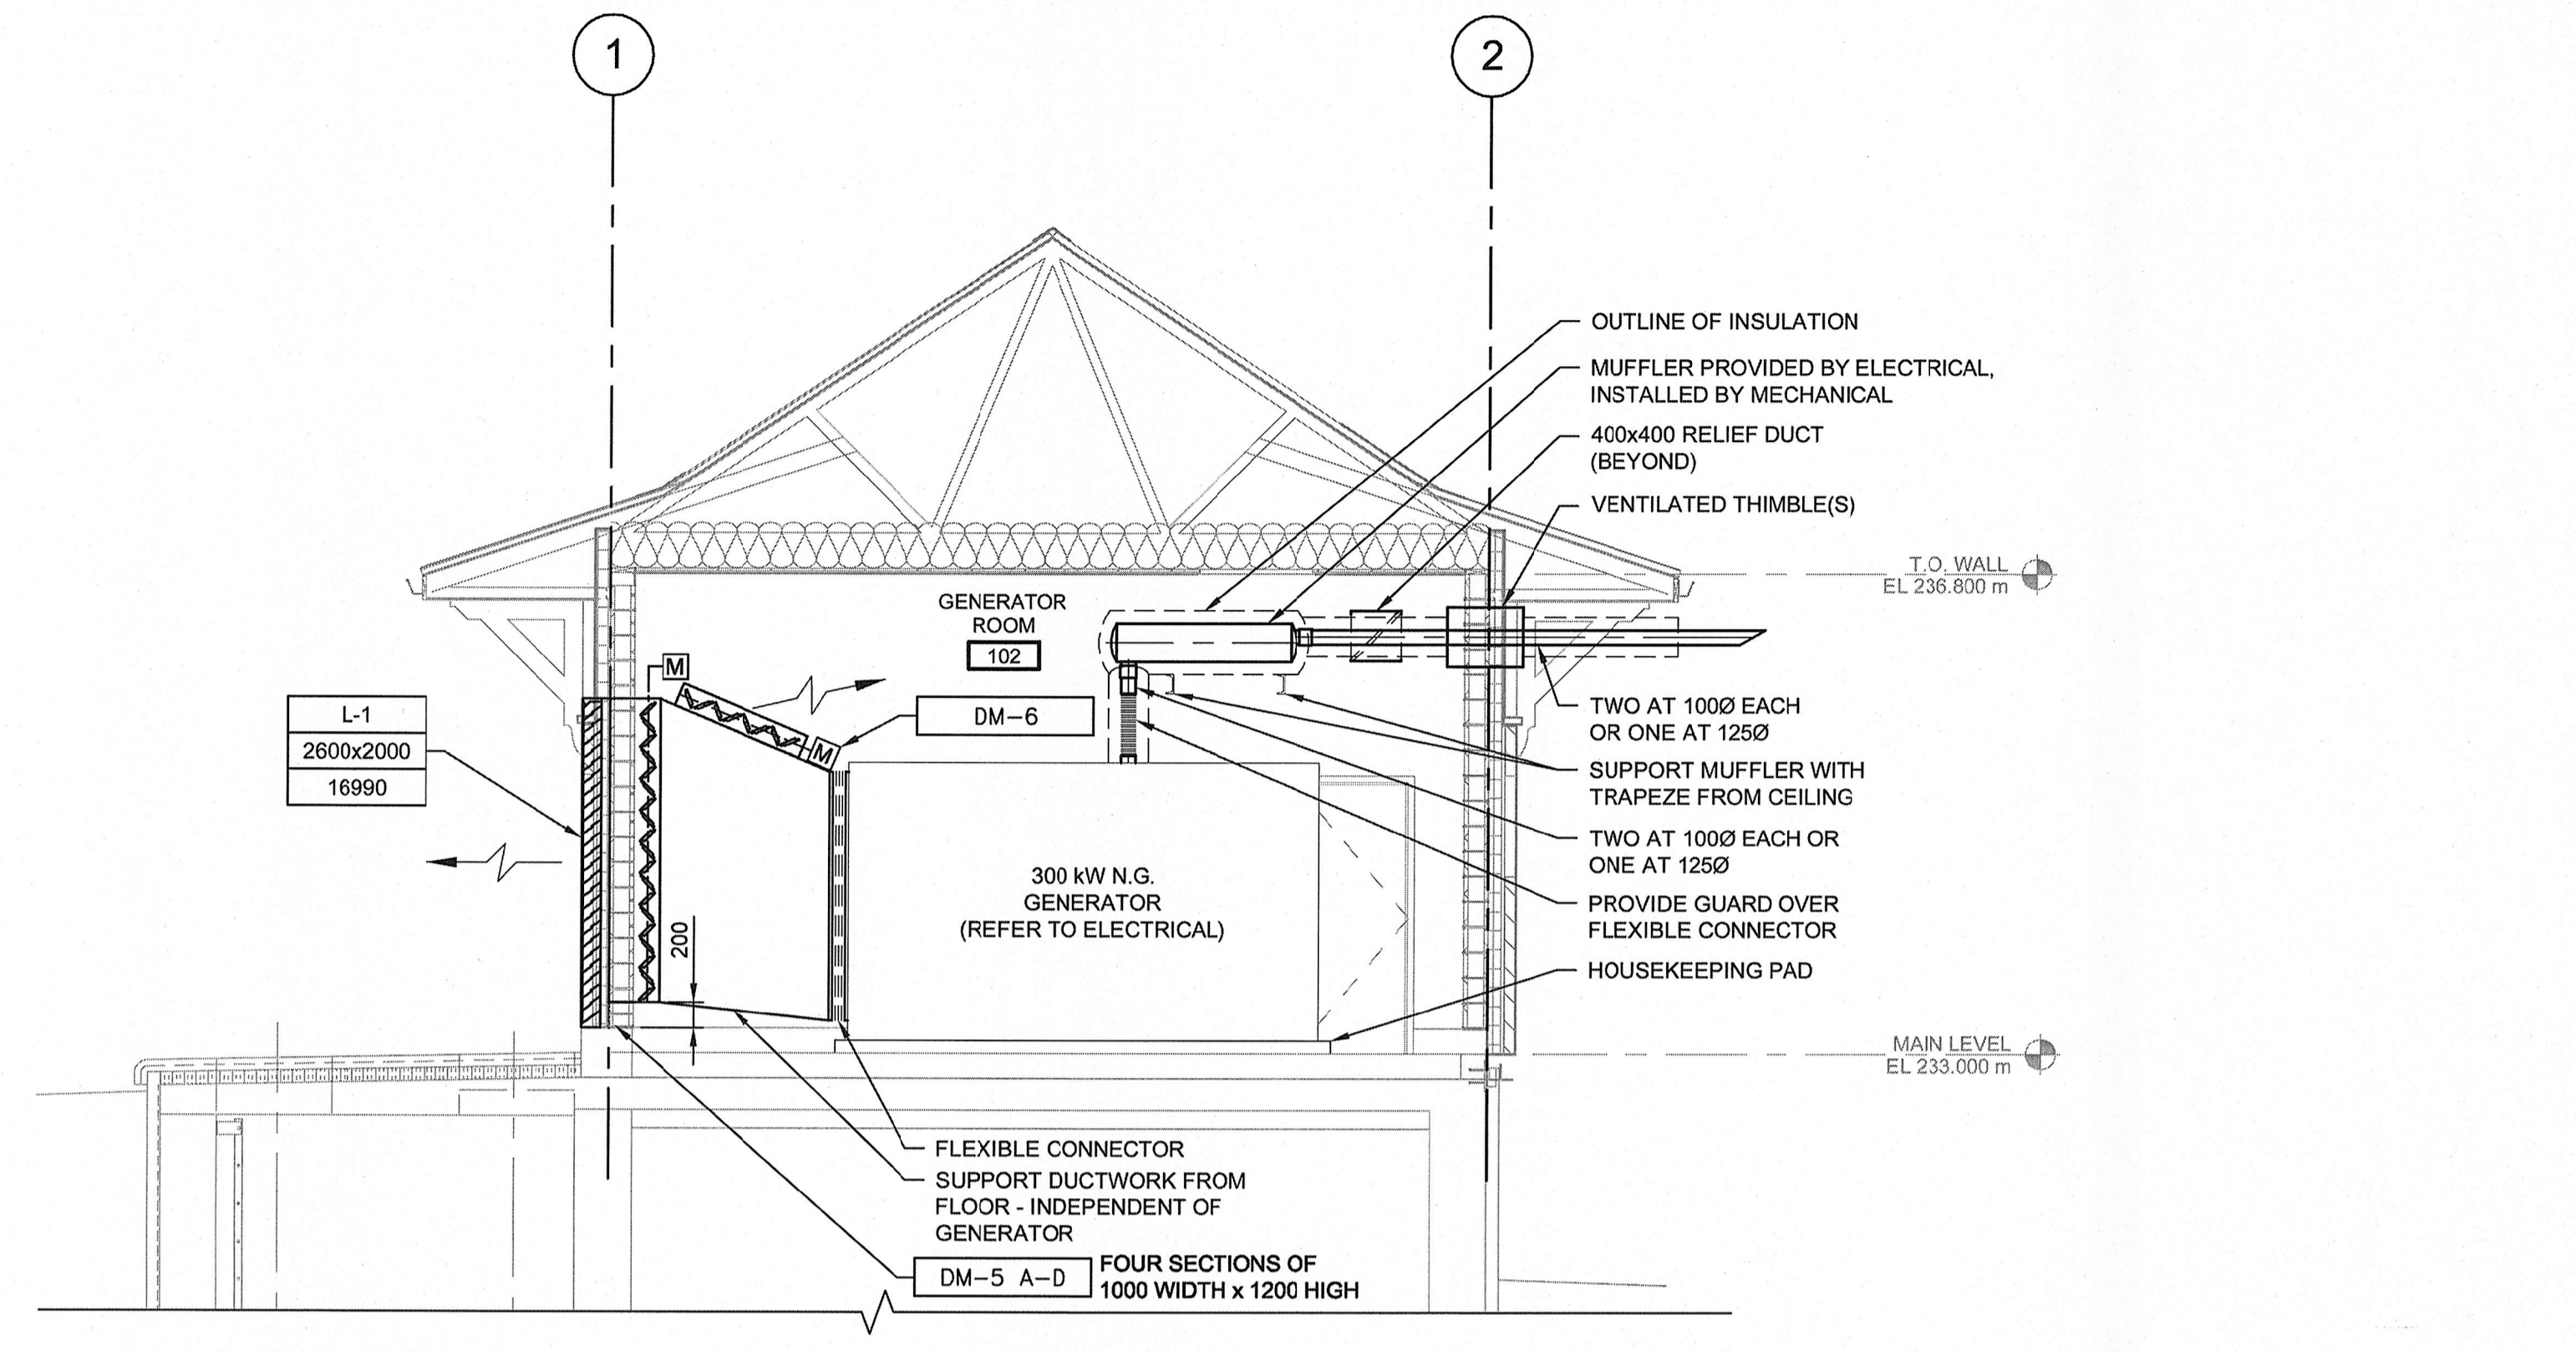 1
2
OUTLINE OF INSULATION
MUFFLER PROVIDED BY ELECTRICAL,
INSTALLED BY MECHANICAL
400x400 RELIEF DUCT
(BEYOND)
VENTILATED THIMBLE(S)
T.O. WALL
EL 236.800 m
GENERATOR
ROOM
102
M
M
DM-6
L-1
2600x2000
16990
TWO AT 100Ø EACH
OR ONE AT 125Ø
SUPPORT MUFFLER WITH
TRAPEZE FROM CEILING
TWO AT 100Ø EACH OR
ONE AT 125Ø
PROVIDE GUARD OVER
FLEXIBLE CONNECTOR
HOUSEKEEPING PAD
300 kW N.G.
GENERATOR
(REFER TO ELECTRICAL)
200
MAIN LEVEL
EL 233.000 m
FLEXIBLE CONNECTOR
SUPPORT DUCTWORK FROM
FLOOR - INDEPENDENT OF
GENERATOR
DM-5 A-D
FOUR SECTIONS OF
1000 WIDTH x 1200 HIGH